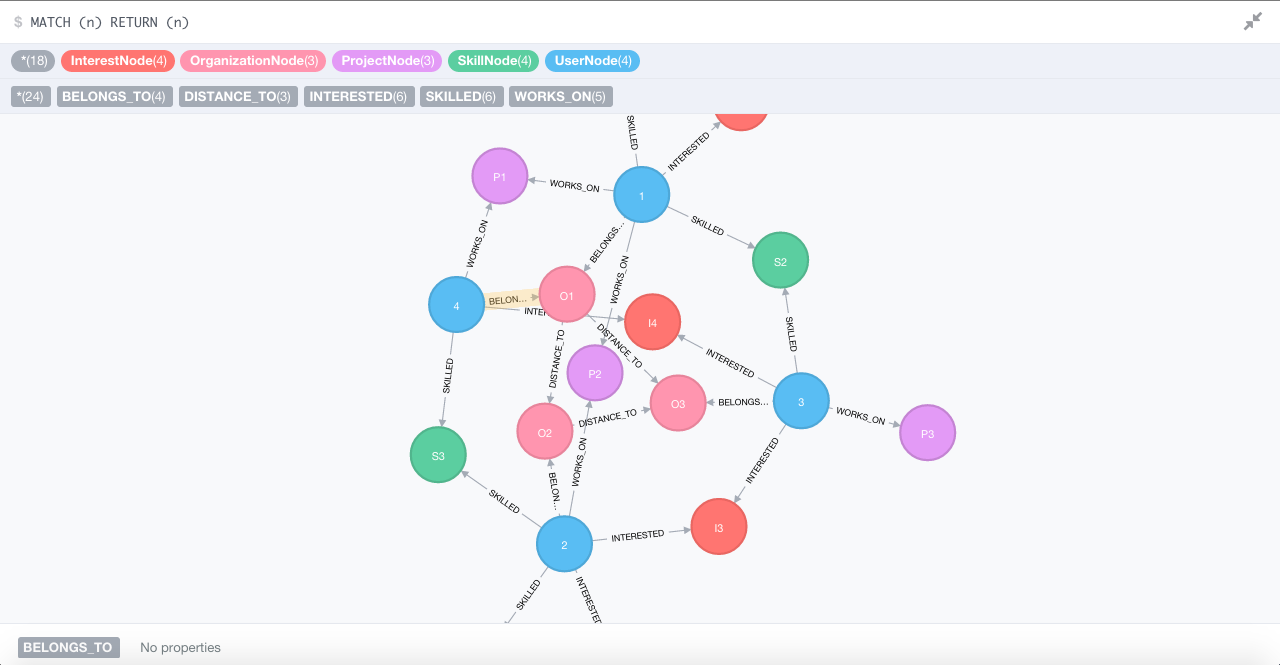 $ MATCH (n) RETURN (n)
*(18) InterestNode(4) OrganizationNode(3) ProjectNode(3) SkillNode(4) UserNode(4)
*(24) BELONGS_TO(4) DISTANCE_TO(3) INTERESTED(6) SKILLED(6) WORKS_ON(5)
SKILLED
INTERESTED
P1
WORKS_ON
1
SKILLED
WORKS_ON
BELONGS...
S2
WORKS_ON
4
BELON...
O1
INTER
I4
DISTANCE_TO
DISTANCE_TO
SKILLED
INTERESTED
SKILLED
P2
O3
BELONGS...
3
WORKS_ON
P3
O2
DISTANCE_TO
S3
WORKS_ON
INTERESTED
BELON...
SKILLED
I3
2
INTERESTED
SKILLED
INTERESTED
BELONGS_TO No properties